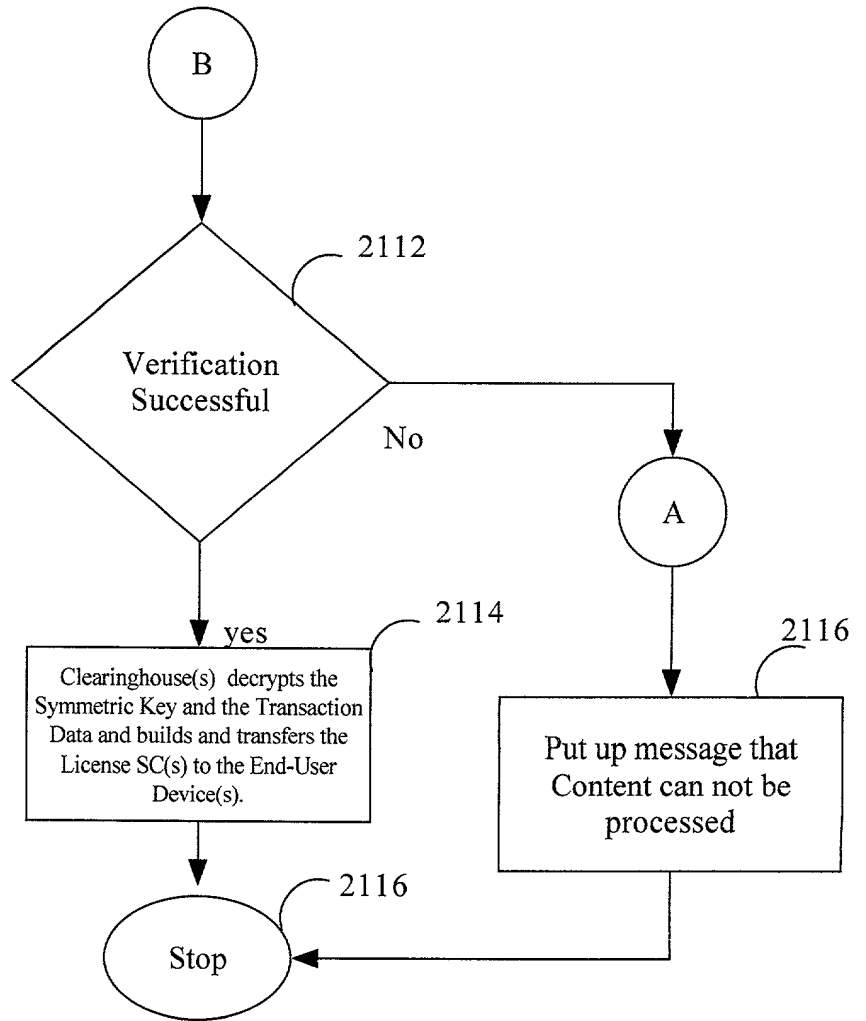 B
2112
Verification
Successful
No
A
yes
2114
Clearinghouse(s) decrypts the
Symmetric Key and the Transaction
Data and builds and transfers the
License SC(s) to the End-User
Device(s).
2116
Put up message that
Content can not be
processed
2116
Stop